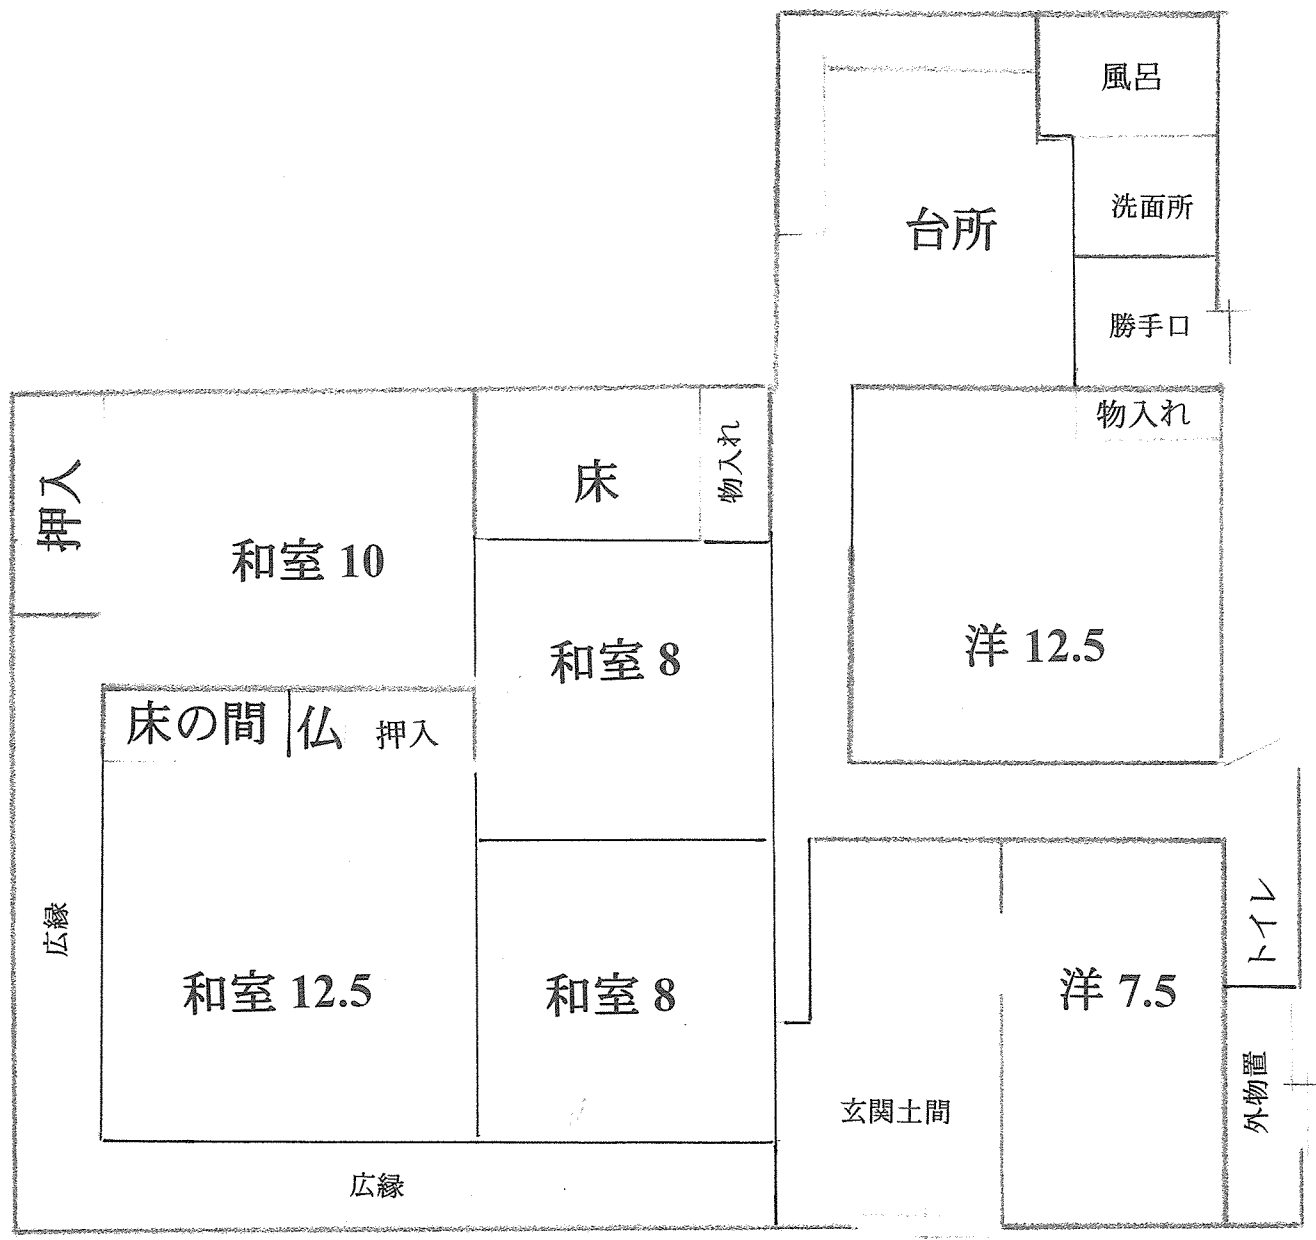 風呂
洗面所
台所
勝手口
物入れ
押入
床
物入れ
和室 10
和室 8
洋 12.5
床の間
仏
押入
広縁
和室 12.5
和室 8
洋 7.5
トイレ
玄関土間
外物置
広縁